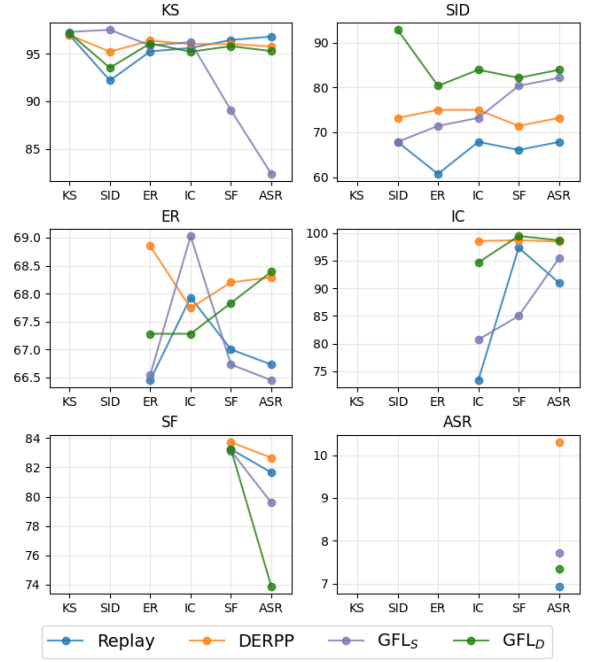 KS
SID
95
90
85
KS SID ER IC SF ASR
90
80
70
60
KS SID ER IC SF ASR
ER
IC
69.0
68.5
68.0
67.5
67.0
66.5
KS SID ER IC SF ASR
100
95
90
85
80
75
KS SID ER IC SF ASR
SF
ASR
84
82
80
78
76
74
KS SID ER IC SF ASR
10
9
8
7
KS SID ER IC SF ASR
Replay DERPP GFL_S GFL_D